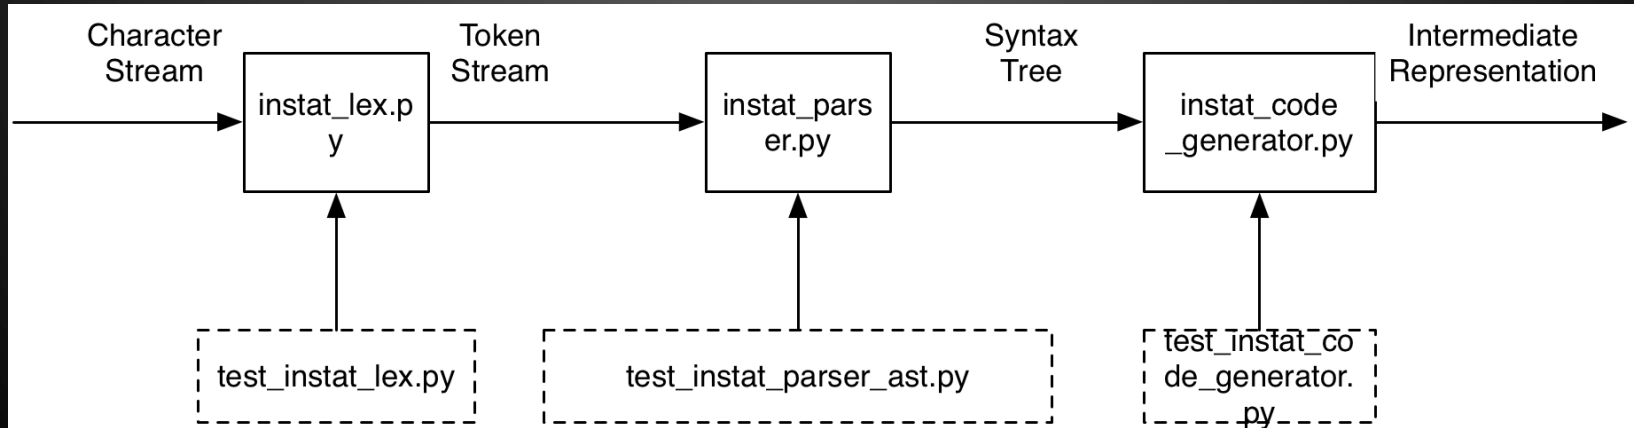 Character
Stream
instat_lex.p
y
Token
Stream
instat_pars
er.py
Syntax
Tree
instat_code
_generator.py
Intermediate
Representation
test_instat_lex.py
test_instat_parser_ast.py
test_instat_co
de_generator.
py